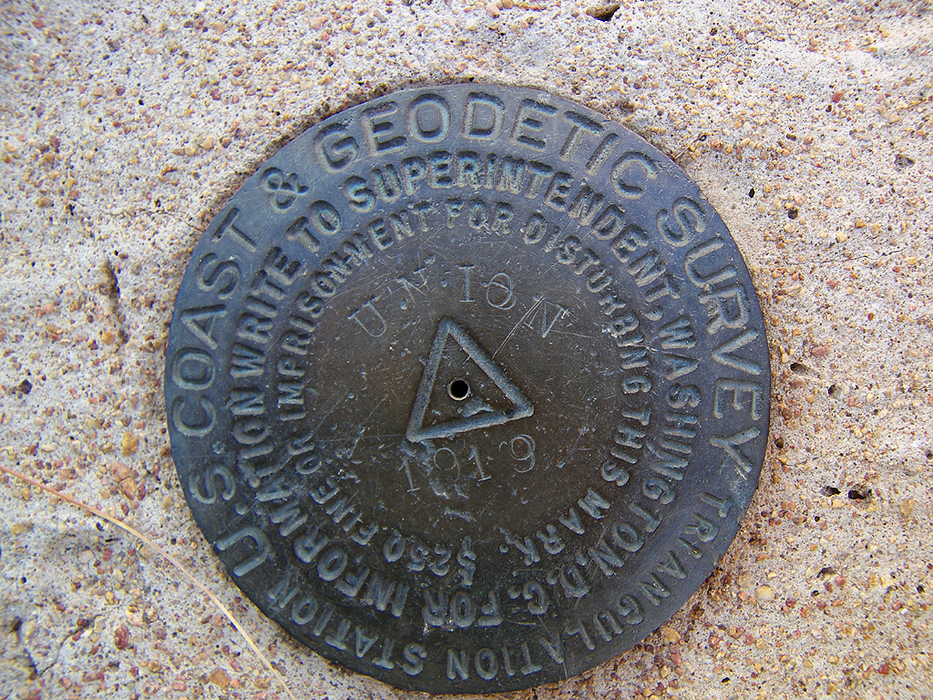 U.S. COAST & GEODETIC SURVEY
TRIANGULATION STATION
FOR INFORMATION WRITE TO SUPERINTENDENT, WASHINGTON, D.C.
$250. FINE OR IMPRISONMENT FOR DISTURBING THIS MARK.
UNION
1919